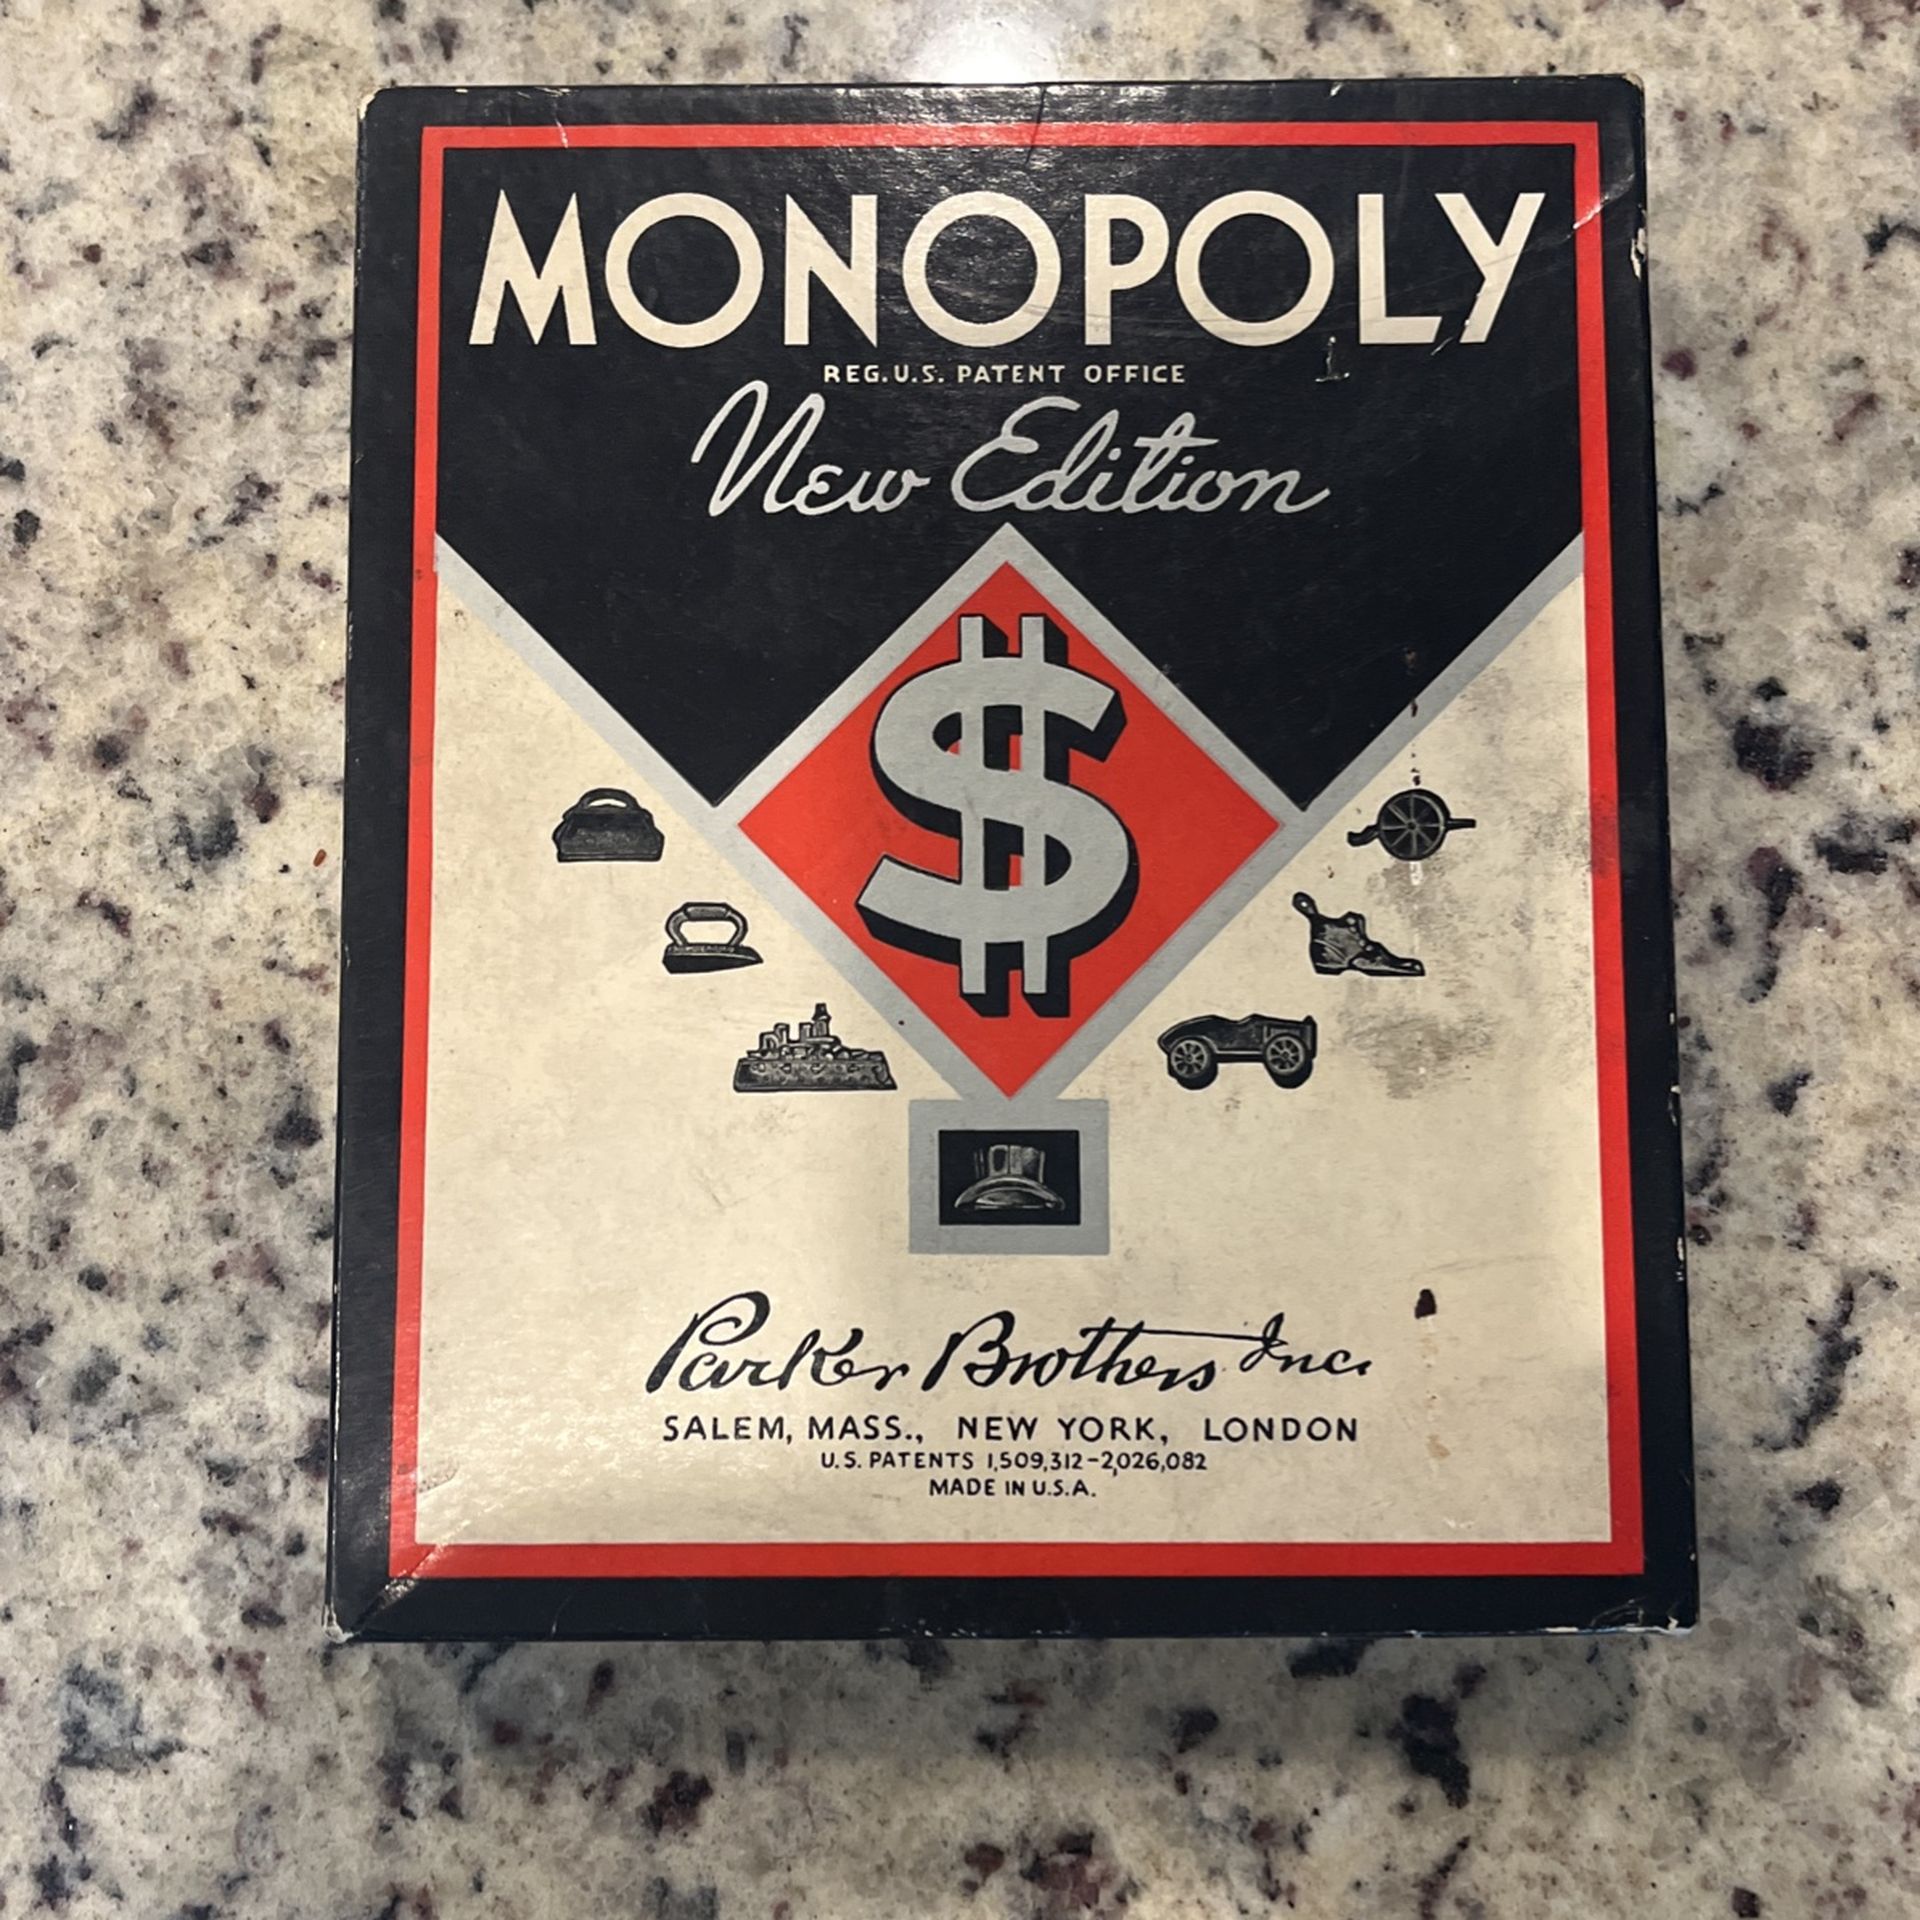 MONOPOLY
REG. U.S. PATENT OFFICE
New Edition
$
Parker Brothers Inc.
SALEM, MASS., NEW YORK, LONDON
U.S. PATENTS 1,509,312-2,026,082
MADE IN U.S.A.